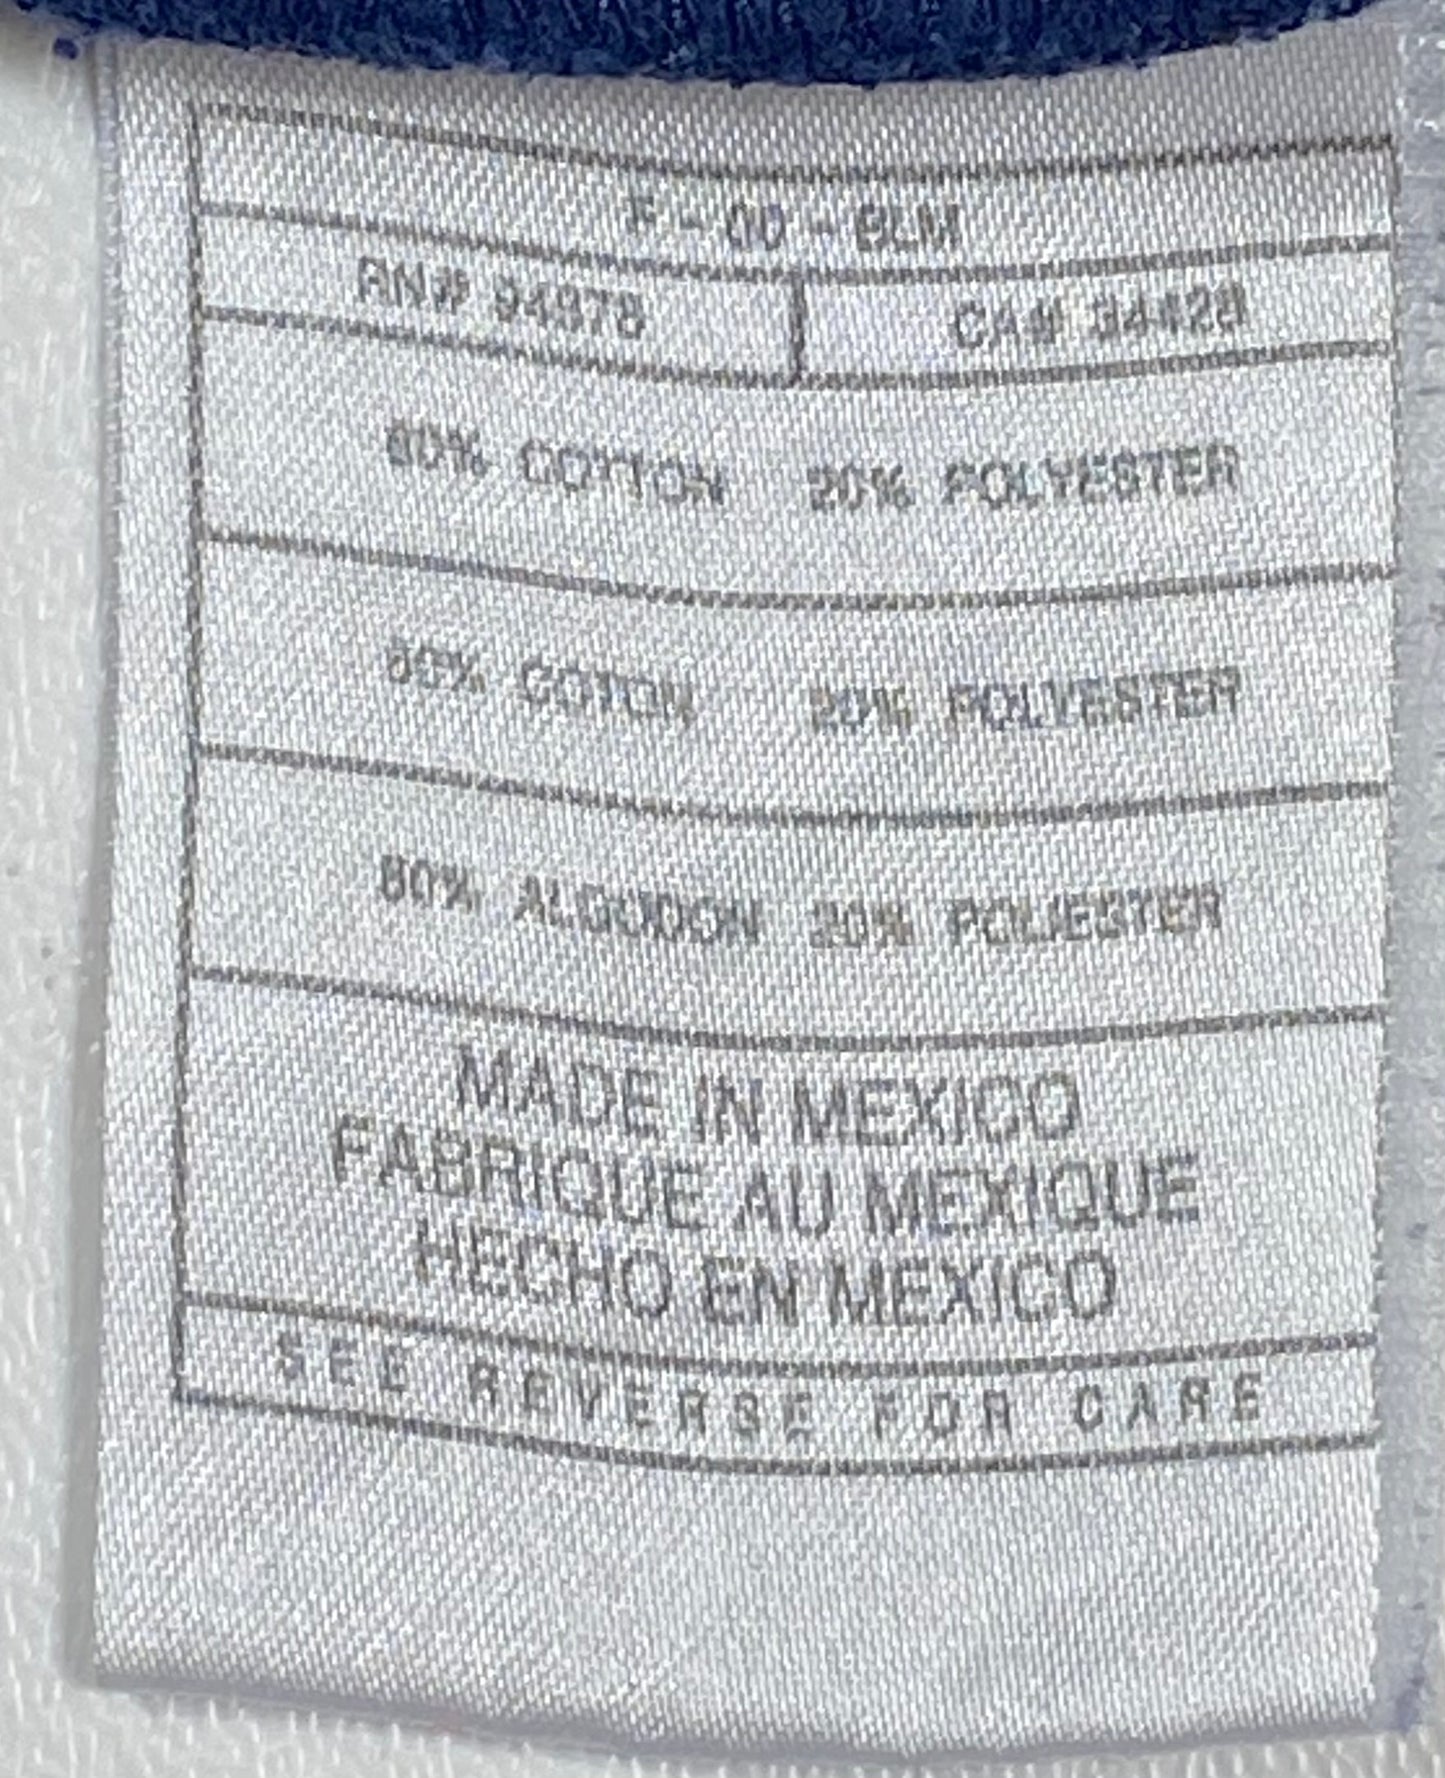 F - 00 - BLM
RN# 94978 CA# 34428
80% COTTON 20% POLYESTER
80% COTON 20% POLYESTER
80% ALGODON 20% POLIESTER
MADE IN MEXICO
FABRIQUE AU MEXIQUE
HECHO EN MEXICO
SEE REVERSE FOR CARE